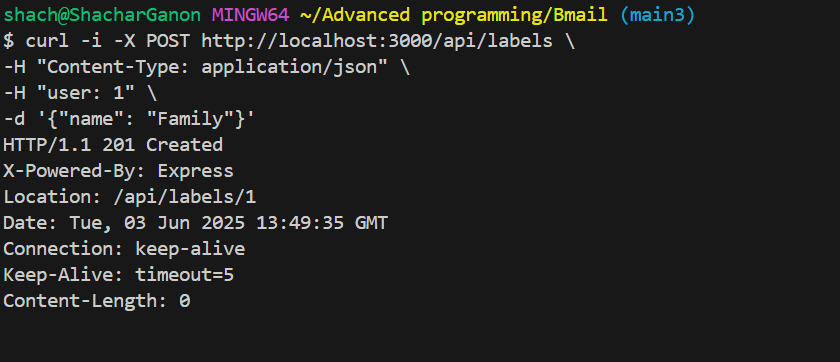 shach@ShacharGanon MINGW64 ~/Advanced programming/Bmail (main3)
$ curl -i -X POST http://localhost:3000/api/labels \
-H "Content-Type: application/json" \
-H "user: 1" \
-d '{"name": "Family"}'
HTTP/1.1 201 Created
X-Powered-By: Express
Location: /api/labels/1
Date: Tue, 03 Jun 2025 13:49:35 GMT
Connection: keep-alive
Keep-Alive: timeout=5
Content-Length: 0